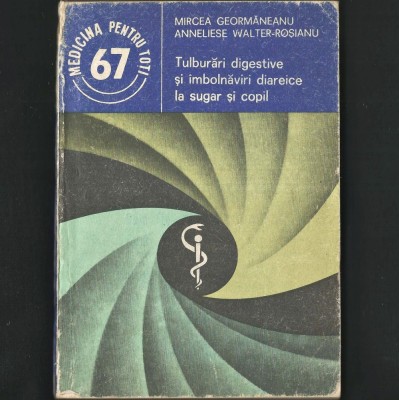 MEDICINA PENTRU TOȚI
67
MIRCEA GEORMĂNEANU
ANNELIESE WALTER-ROȘIANU
Tulburări digestive
și îmbolnăviri diareice
la sugar și copil